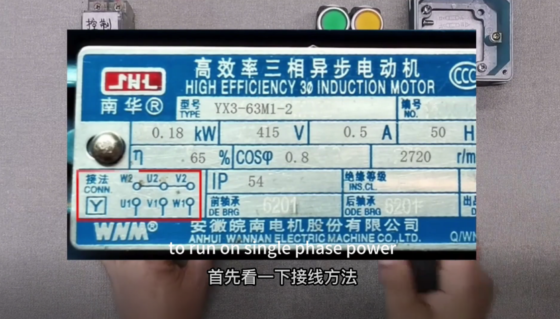 控制
高效率三相异步电动机
HIGH EFFICIENCY 3Ø INDUCTION MOTOR
CCC
SHL
南华®
型号 TYPE YX3-63M1-2 编号 NO.
0.18 kW 415 V 0.5 A 50 H
η .65 % COSφ 0.8 2720 r/m
接法 CONN. W2 U2 V2
Y U1 V1 W1
IP 54 绝缘等级 INS.CL.
前轴承 DE BRG 6201 后轴承 ODE BRG
WNM® 安徽皖南电机股份有限公司
ANHUI WANNAN ELECTRIC MACHINE CO.,LTD. Q/WN
to run on single phase power
首先看一下接线方法